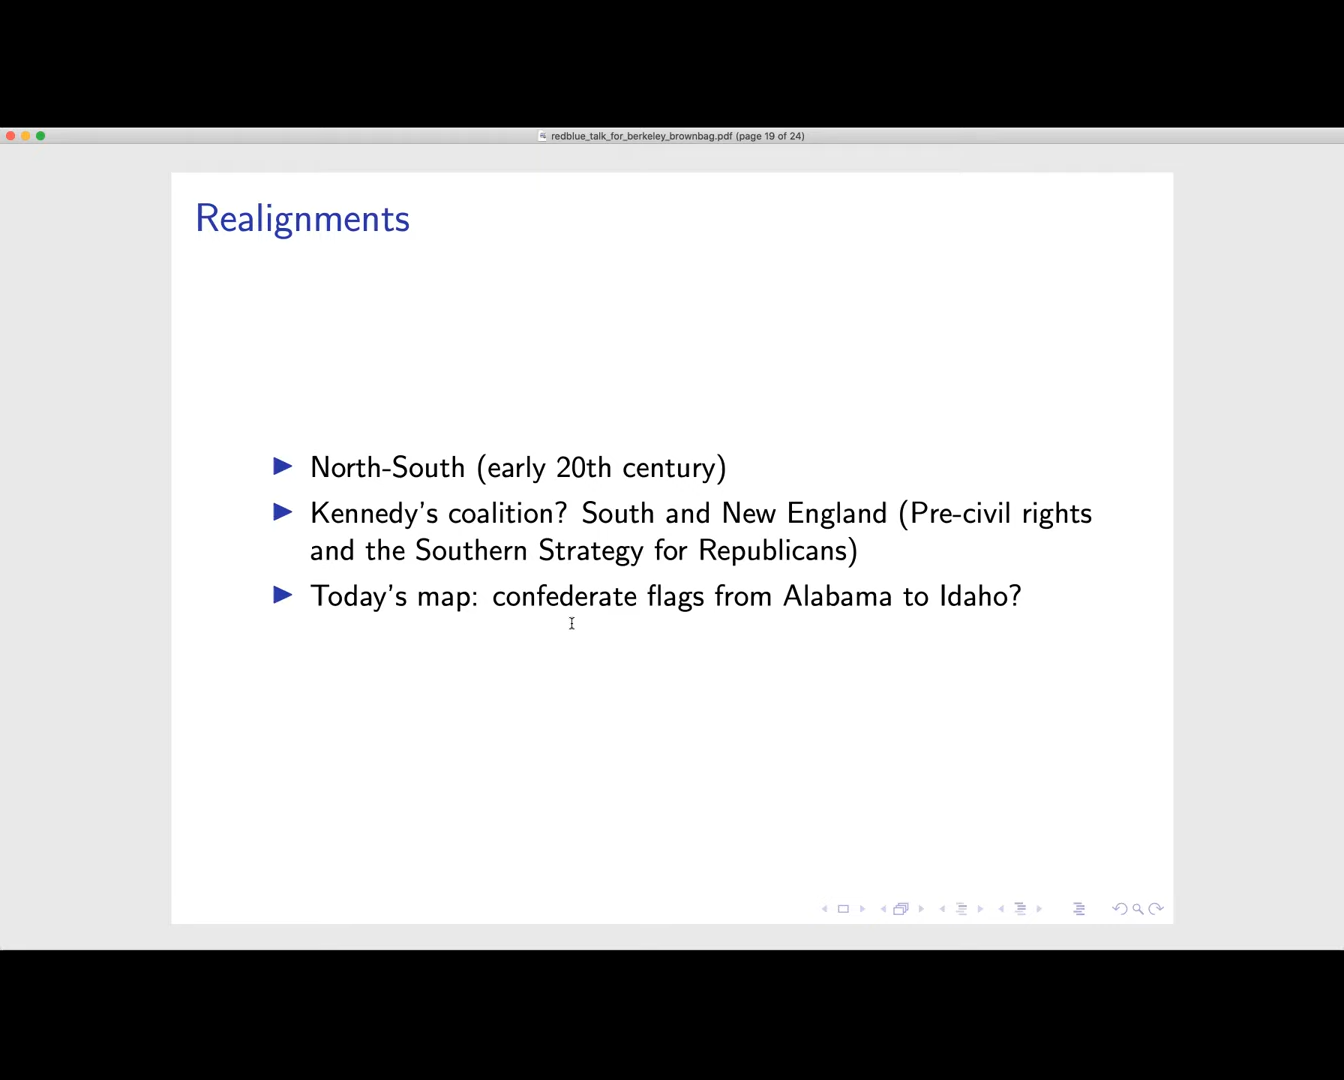 redblue_talk_for_berkeley_brownbag.pdf (page 19 of 24)
Realignments
North-South (early 20th century)
Kennedy's coalition? South and New England (Pre-civil rights
and the Southern Strategy for Republicans)
Today's map: confederate flags from Alabama to Idaho?